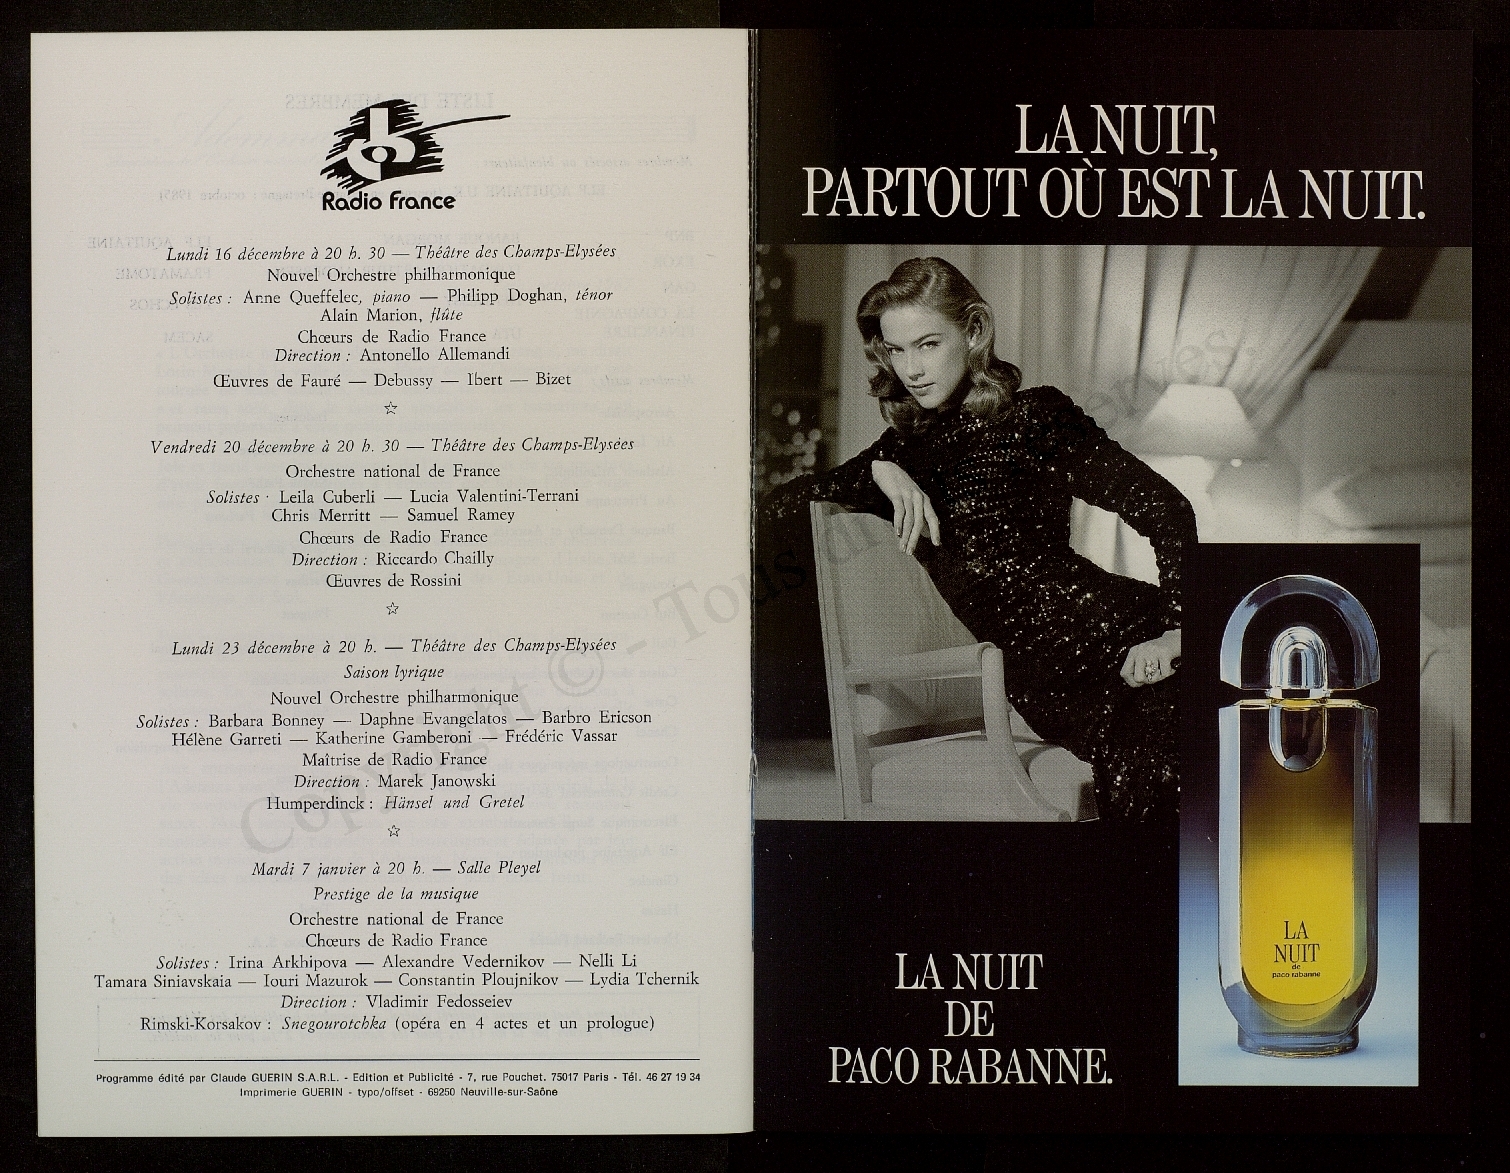 Radio France
Lundi 16 décembre à 20 h. 30 — Théâtre des Champs-Elysées
Nouvel Orchestre philharmonique
Solistes : Anne Queffelec, piano — Philipp Doghan, ténor
Alain Marion, flûte
Chœurs de Radio France
Direction : Antonello Allemandi
Œuvres de Fauré — Debussy — Ibert — Bizet
☆
Vendredi 20 décembre à 20 h. 30 — Théâtre des Champs-Elysées
Orchestre national de France
Solistes · Leila Cuberli — Lucia Valentini-Terrani
Chris Merritt — Samuel Ramey
Chœurs de Radio France
Direction : Riccardo Chailly
Œuvres de Rossini
☆
Lundi 23 décembre à 20 h. — Théâtre des Champs-Elysées
Saison lyrique
Nouvel Orchestre philharmonique
Solistes : Barbara Bonney — Daphne Evangelatos — Barbro Ericson
Hélène Garreti — Katherine Gamberoni — Frédéric Vassar
Maîtrise de Radio France
Direction : Marek Janowski
Humperdinck : Hänsel und Gretel
☆
Mardi 7 janvier à 20 h. — Salle Pleyel
Prestige de la musique
Orchestre national de France
Chœurs de Radio France
Solistes : Irina Arkhipova — Alexandre Vedernikov — Nelli Li
Tamara Siniavskaia — Iouri Mazurok — Constantin Ploujnikov — Lydia Tchernik
Direction : Vladimir Fedosseiev
Rimski-Korsakov : Snegourotchka (opéra en 4 actes et un prologue)
Programme édité par Claude GUERIN S.A.R.L. - Edition et Publicité - 7, rue Pouchet. 75017 Paris - Tél. 46 27 19 34
Imprimerie GUERIN - typo/offset - 69250 Neuville-sur-Saône
LA NUIT,
PARTOUT OÙ EST LA NUIT.
LA
NUIT
de
paco rabanne
LA NUIT
DE
PACO RABANNE.
Copyright © - Tous